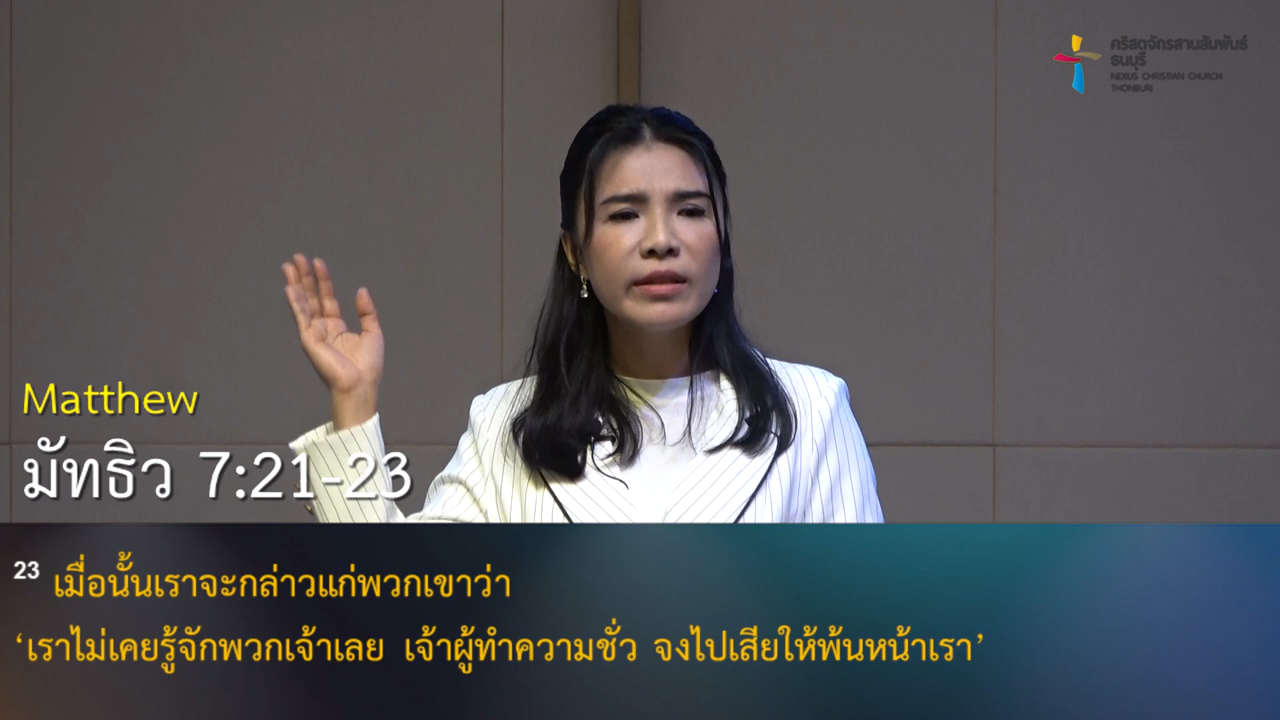 คริสตจักรสานสัมพันธ์
ธนบุรี
NEXUS CHRISTIAN CHURCH
THONBURI
Matthew
มัทธิว 7:21-23
23 เมื่อนั้นเราจะกล่าวแก่พวกเขาว่า
‘เราไม่เคยรู้จักพวกเจ้าเลย เจ้าผู้ทำความชั่ว จงไปเสียให้พ้นหน้าเรา’